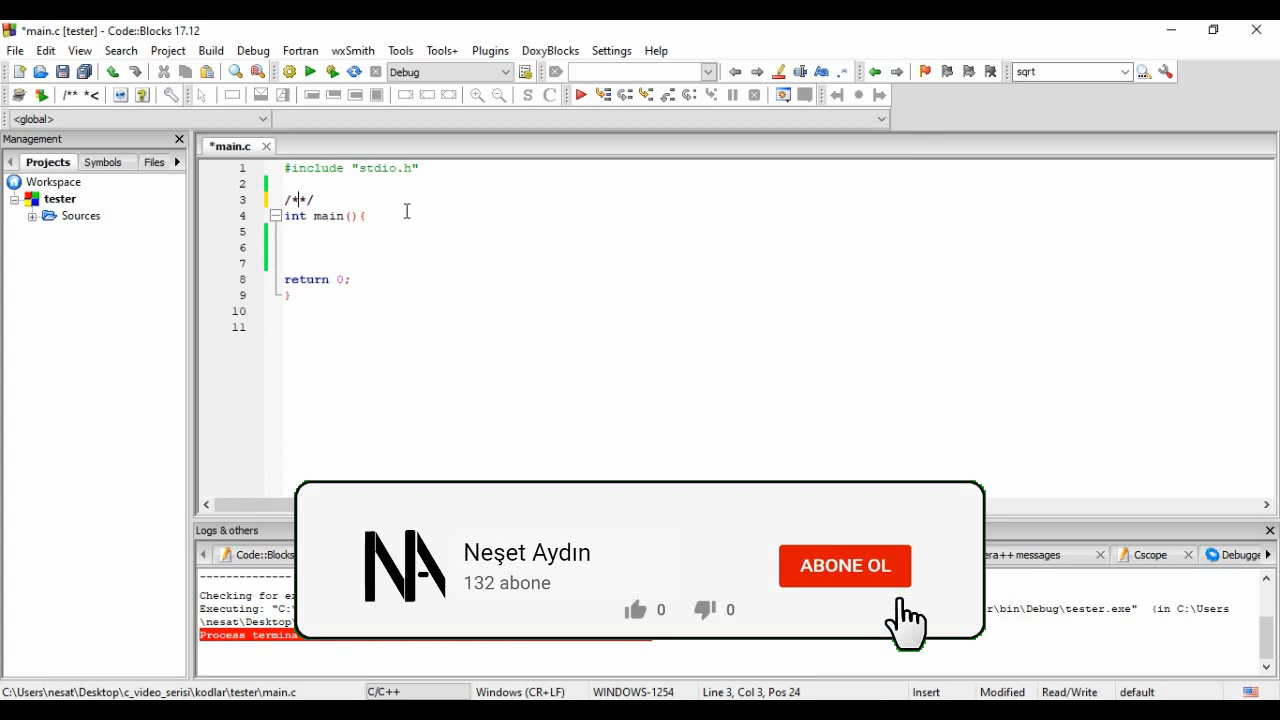 *main.c [tester] - Code::Blocks 17.12
File Edit View Search Project Build Debug Fortran wxSmith Tools Tools+ Plugins DoxyBlocks Settings Help
Debug
sqrt
/** *<
S C
<global>
Management
*main.c
Projects Symbols Files
Workspace
tester
Sources
1 #include "stdio.h"
2
3 /**/
4 int main(){
5
6
7
8 return 0;
9 }
10
11
Logs & others
Code::Blocks
messages Cscope Debugge
Checking for
Executing: "C:\
r\bin\Debug\tester.exe" (in C:\Users
\nesat\Desktop
Process termina
NA
Neşet Aydın
132 abone
ABONE OL
0 0
C:\Users\nesat\Desktop\c_video_serisi\kodlar\tester\main.c C/C++ Windows (CR+LF) WINDOWS-1254 Line 3, Col 3, Pos 24 Insert Modified Read/Write default